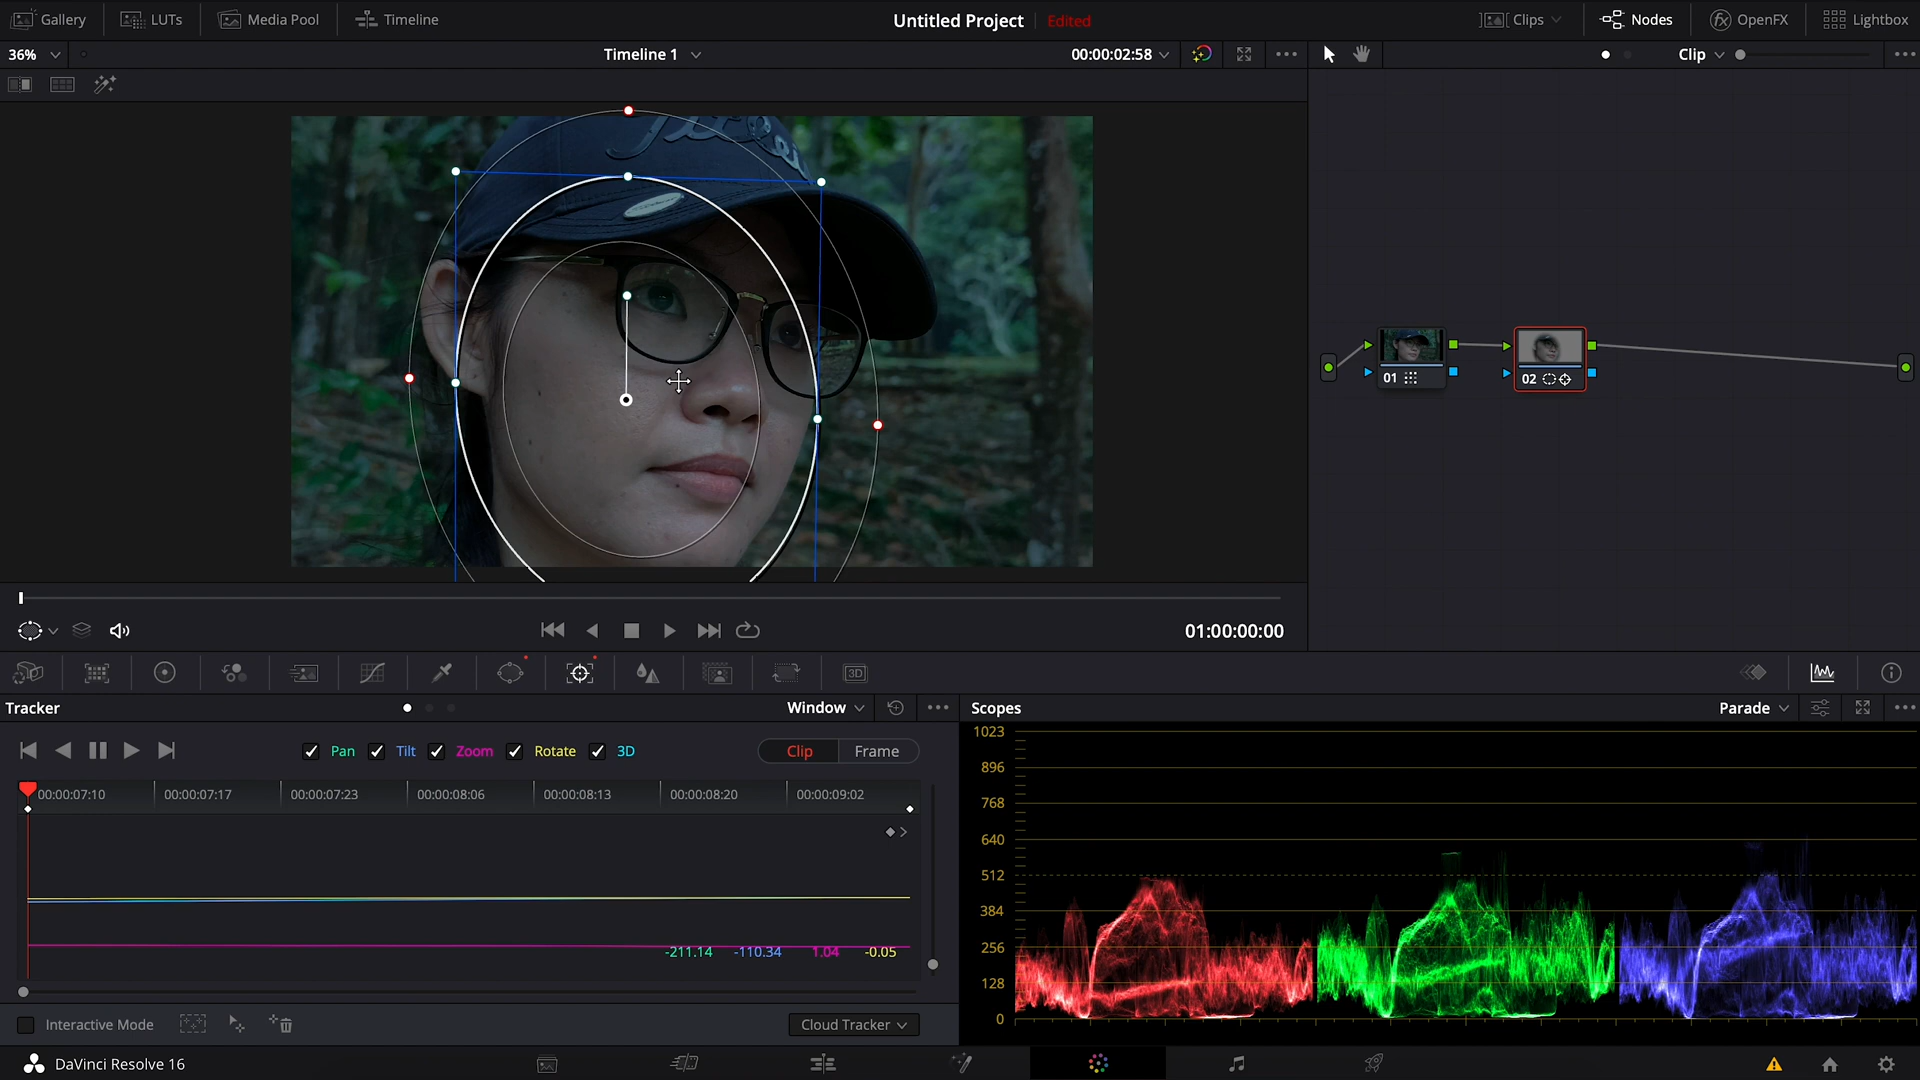 Gallery LUTs Media Pool Timeline Untitled Project Edited Clips Nodes OpenFX Lightbox
36% Timeline 1 00:00:02:58 Clip
01 02
01:00:00:00
3D
Tracker Window Scopes Parade
Pan Tilt Zoom Rotate 3D Clip Frame
00:00:07:10 00:00:07:17 00:00:07:23 00:00:08:06 00:00:08:13 00:00:08:20 00:00:09:02
-211.14 -110.34 1.04 -0.05
1023
896
768
640
512
384
256
128
0
Interactive Mode Cloud Tracker
DaVinci Resolve 16